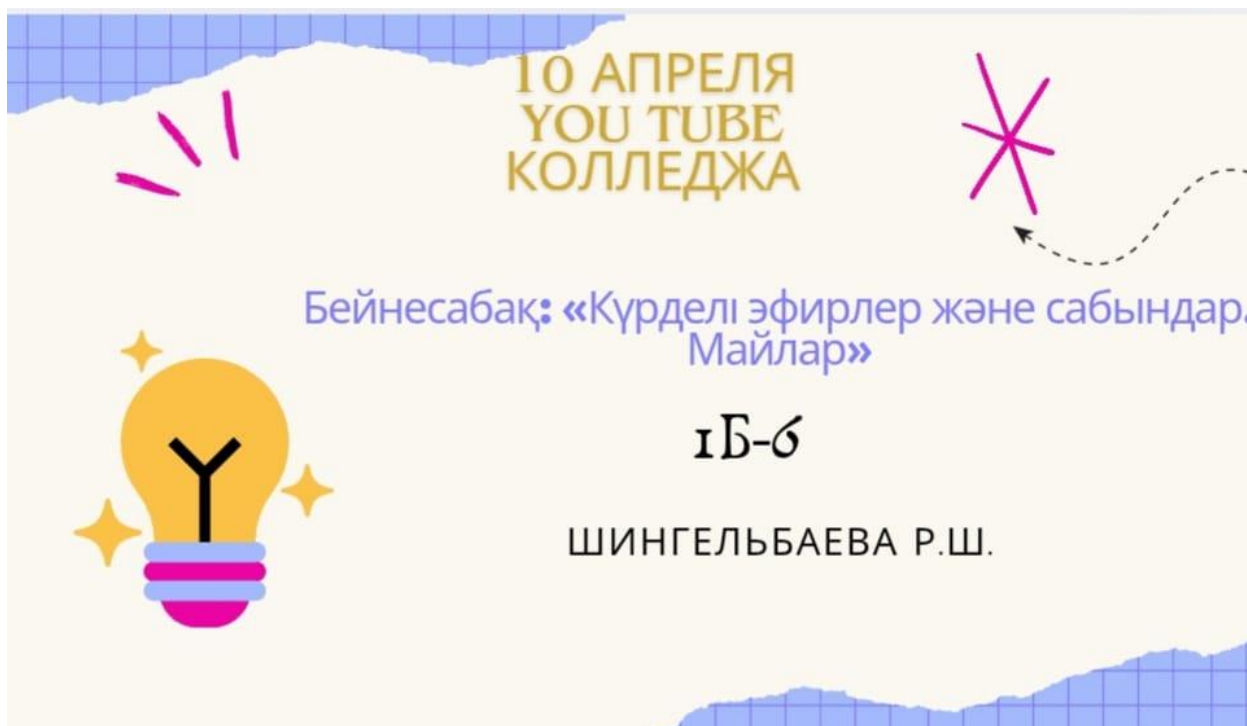 10 АПРЕЛЯ
YOU TUBE
КОЛЛЕДЖА
Бейнесабақ: «Күрделі эфирлер және сабындар.
Майлар»
1Б-6
ШИНГЕЛЬБАЕВА Р.Ш.